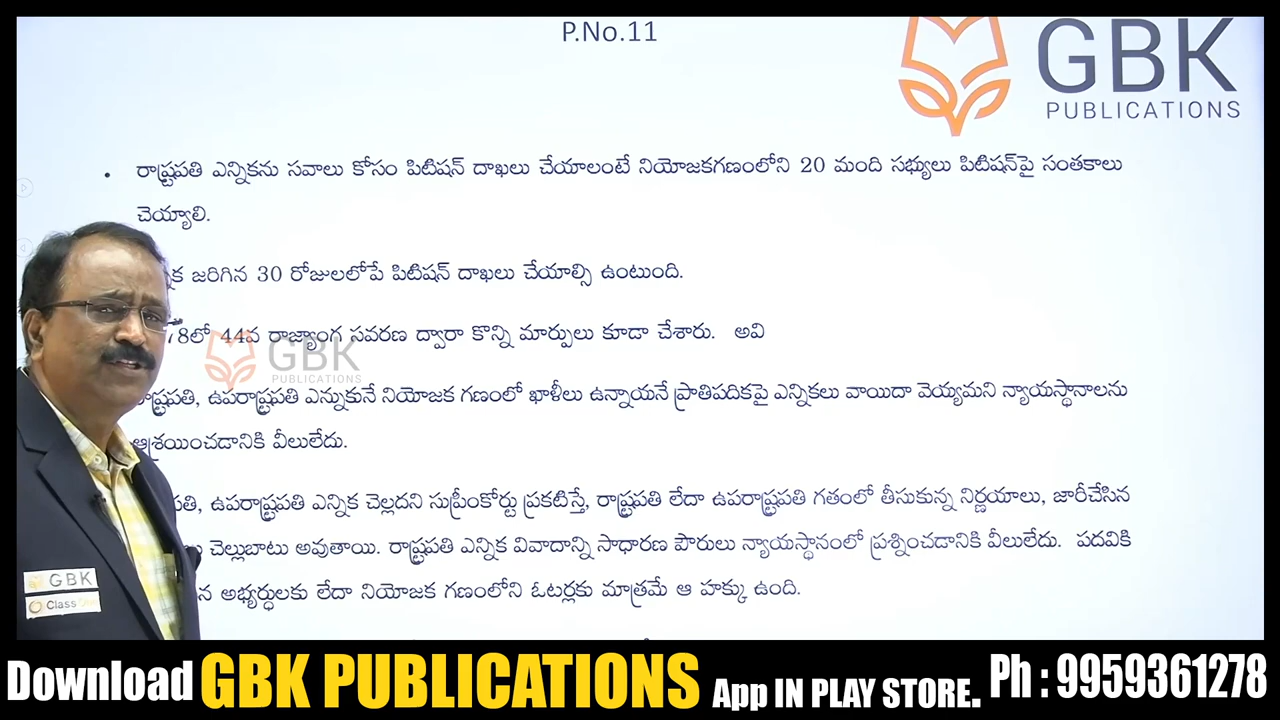 P.No.11
GBK
PUBLICATIONS
• రాష్ట్రపతి ఎన్నికను సవాలు కోసం పిటిషన్ దాఖలు చేయాలంటే నియోజకగణంలోని 20 మంది సభ్యులు పిటిషన్‌పై సంతకాలు
చెయ్యాలి.
జరిగిన 30 రోజులలోపే పిటిషన్ దాఖలు చేయాల్సి ఉంటుంది.
78లో 44వ రాజ్యాంగ సవరణ ద్వారా కొన్ని మార్పులు కూడా చేశారు. అవి
GBK
PUBLICATIONS
ఉపరాష్ట్రపతి ఎన్నుకునే నియోజక గణంలో ఖాళీలు ఉన్నాయనే ప్రాతిపదికపై ఎన్నికలు వాయిదా వెయ్యమని న్యాయస్థానాలను
ఆశ్రయించడానికి వీలులేదు.
ఉపరాష్ట్రపతి ఎన్నిక చెల్లదని సుప్రీంకోర్టు ప్రకటిస్తే, రాష్ట్రపతి లేదా ఉపరాష్ట్రపతి గతంలో తీసుకున్న నిర్ణయాలు, జారీచేసిన
చెల్లుబాటు అవుతాయి. రాష్ట్రపతి ఎన్నిక వివాదాన్ని సాధారణ పౌరులు న్యాయస్థానంలో ప్రశ్నించడానికి వీలులేదు. పదవికి
అభ్యర్ధులకు లేదా నియోజక గణంలోని ఓటర్లకు మాత్రమే ఆ హక్కు ఉంది.
GBK
Class
Download GBK PUBLICATIONS App IN PLAY STORE. Ph : 9959361278